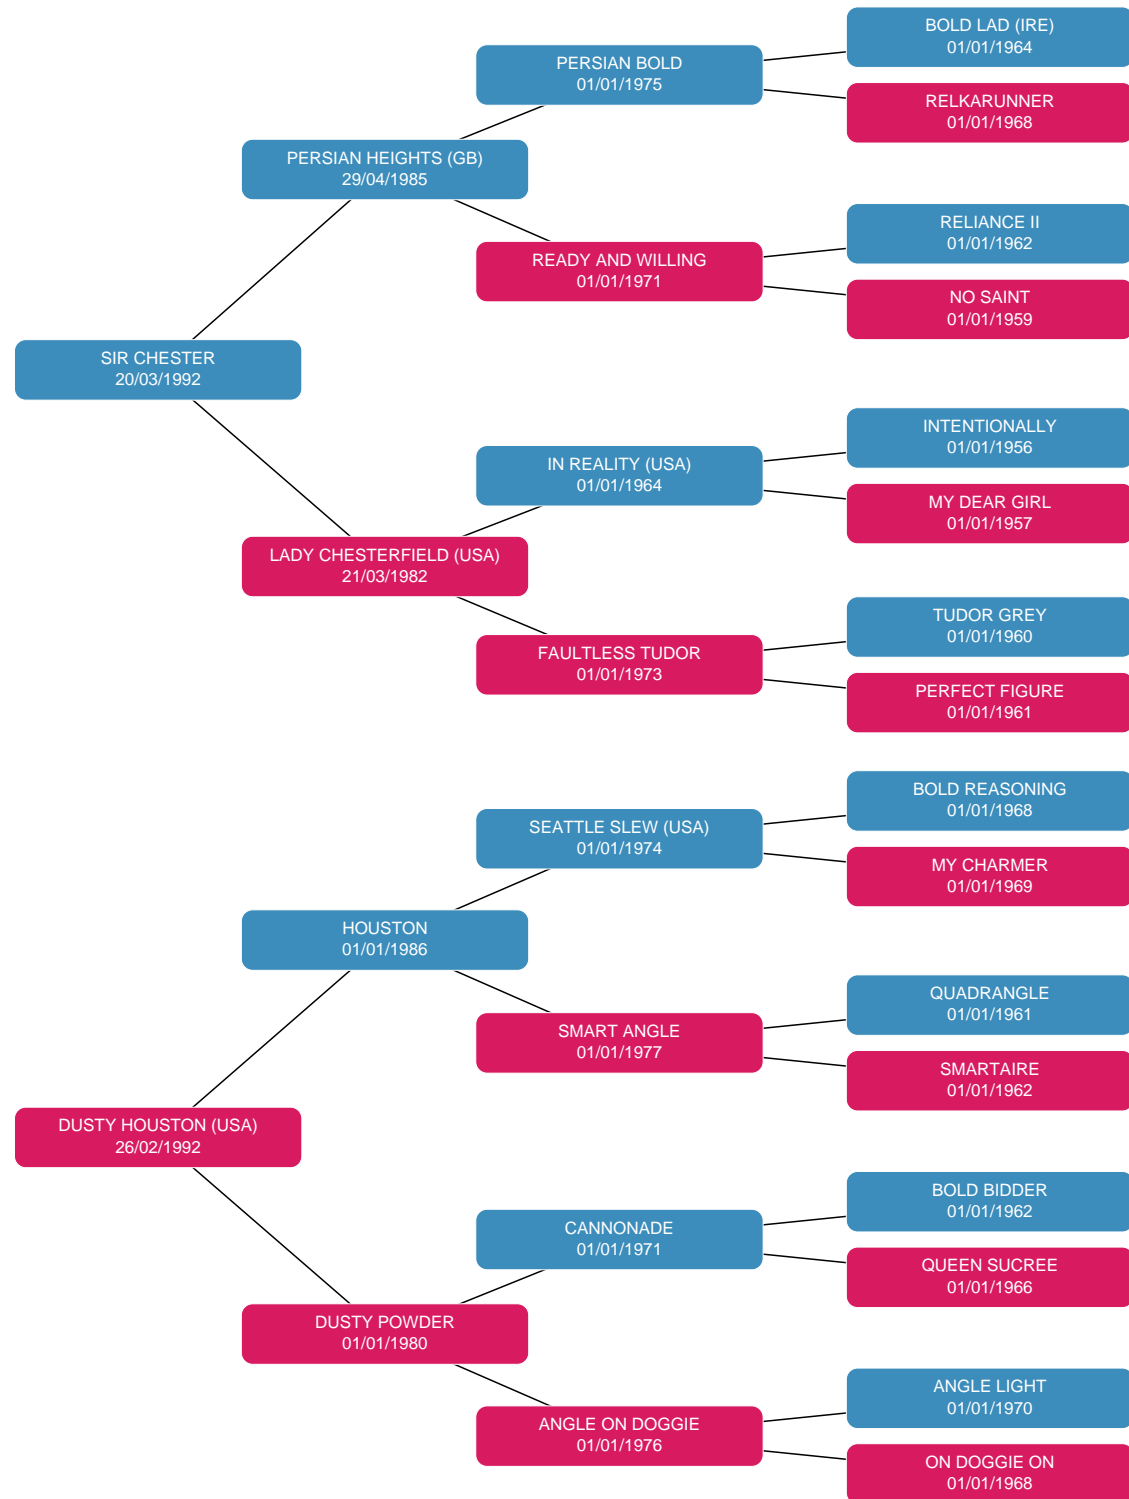 BOLD LAD (IRE)
01/01/1964
PERSIAN BOLD
01/01/1975
RELKARUNNER
01/01/1968
PERSIAN HEIGHTS (GB)
29/04/1985
RELIANCE II
01/01/1962
READY AND WILLING
01/01/1971
NO SAINT
01/01/1959
SIR CHESTER
20/03/1992
INTENTIONALLY
01/01/1956
IN REALITY (USA)
01/01/1964
MY DEAR GIRL
01/01/1957
LADY CHESTERFIELD (USA)
21/03/1982
TUDOR GREY
01/01/1960
FAULTLESS TUDOR
01/01/1973
PERFECT FIGURE
01/01/1961
BOLD REASONING
01/01/1968
SEATTLE SLEW (USA)
01/01/1974
MY CHARMER
01/01/1969
HOUSTON
01/01/1986
QUADRANGLE
01/01/1961
SMART ANGLE
01/01/1977
SMARTAIRE
01/01/1962
DUSTY HOUSTON (USA)
26/02/1992
BOLD BIDDER
01/01/1962
CANNONADE
01/01/1971
QUEEN SUCREE
01/01/1966
DUSTY POWDER
01/01/1980
ANGLE LIGHT
01/01/1970
ANGLE ON DOGGIE
01/01/1976
ON DOGGIE ON
01/01/1968